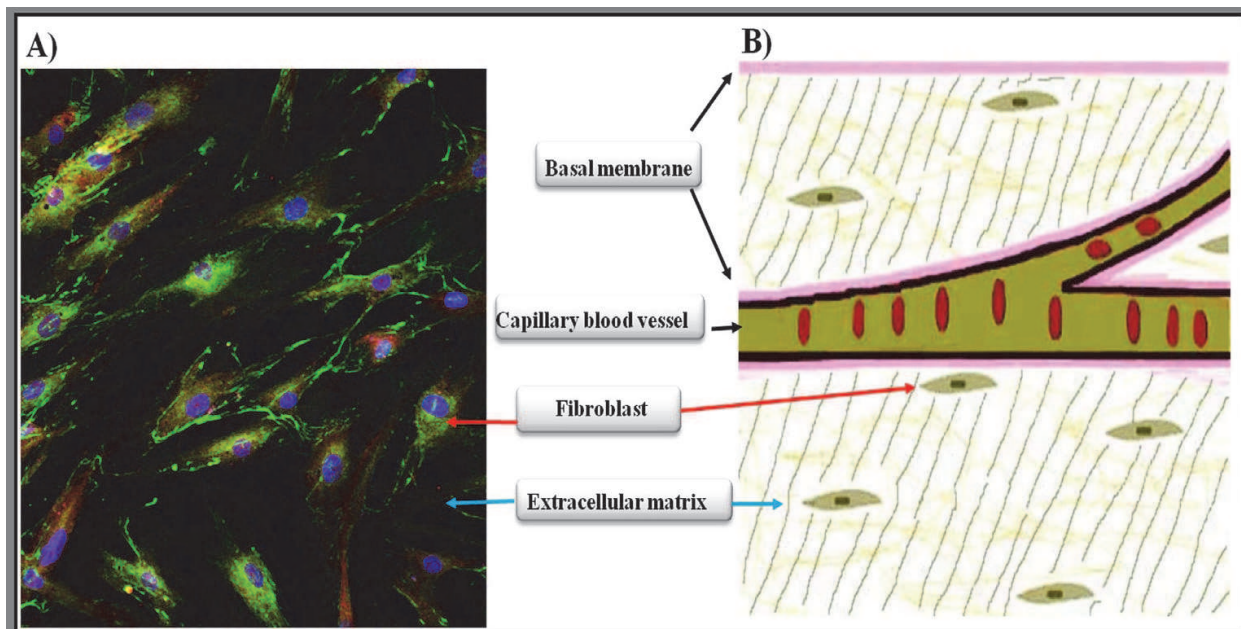 A)
B)
Basal membrane
Capillary blood vessel
Fibroblast
Extracellular matrix